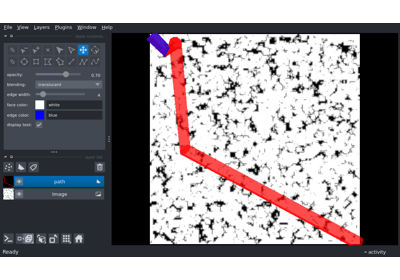 File View Layers Plugins Window Help
opacity: 0.70
blending: translucent
edge width: 4
face color: white
edge color: blue
display text:
path
Image
Ready
activity